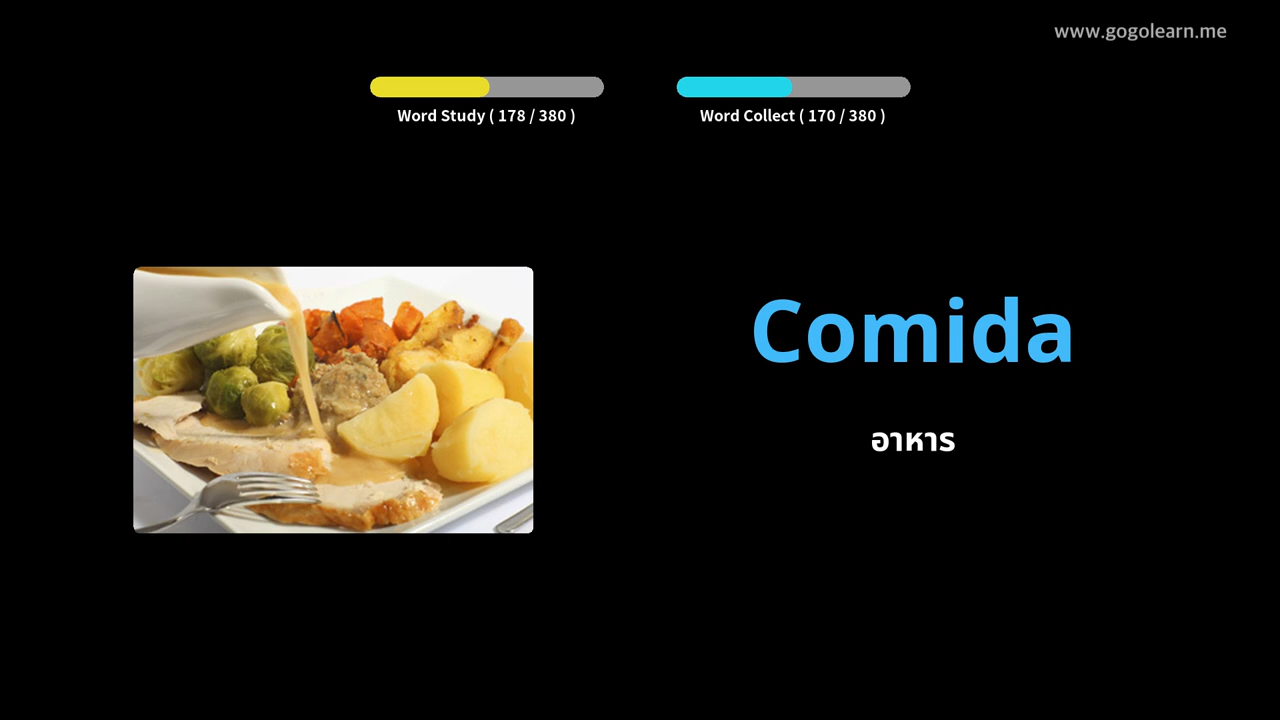 www.gogolearn.me
Word Study ( 178 / 380 )
Word Collect ( 170 / 380 )
Comida
อาหาร